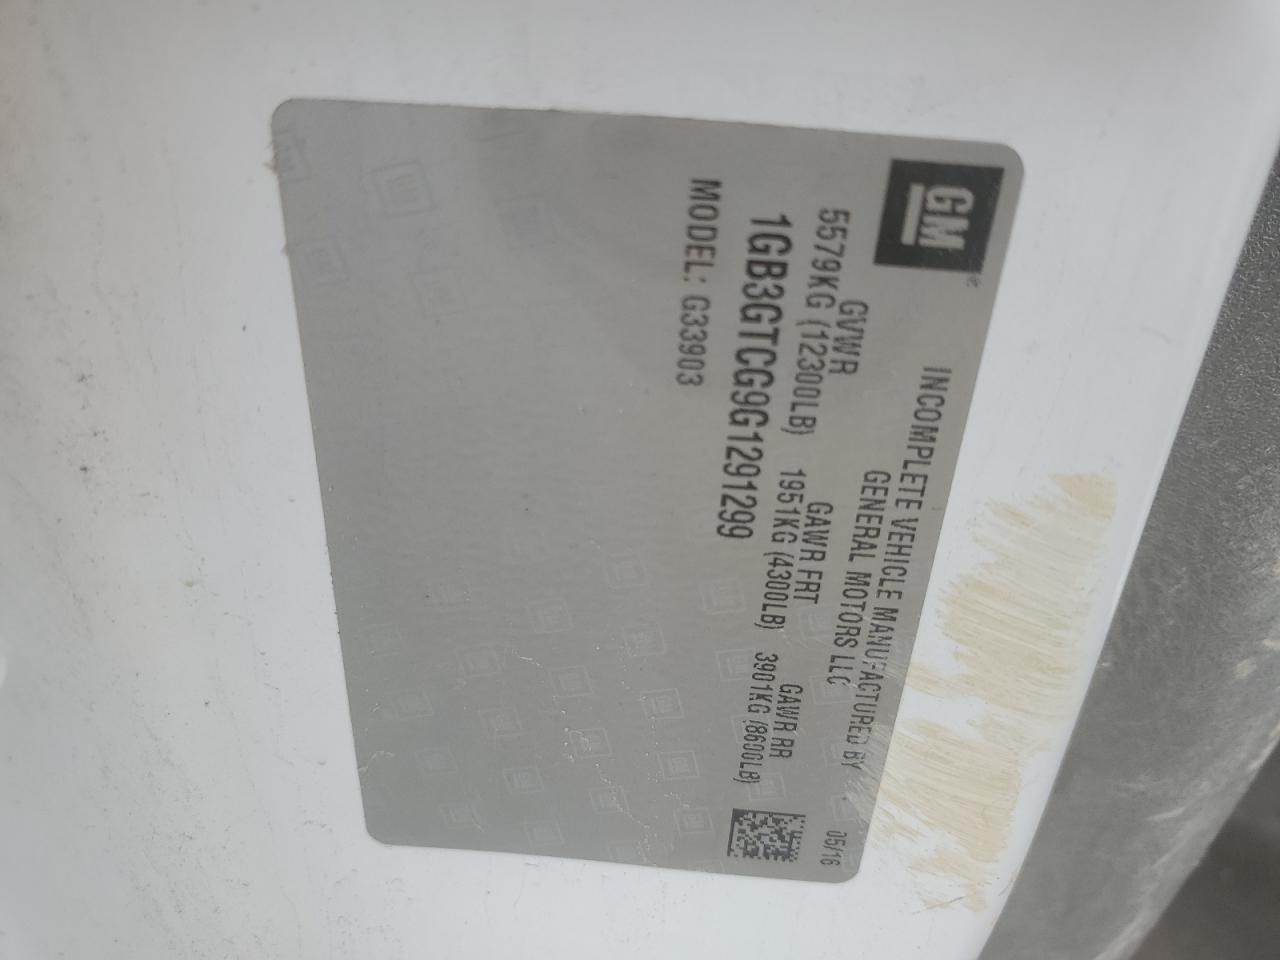 GM®
INCOMPLETE VEHICLE MANUFACTURED BY
GENERAL MOTORS LLC
05/16
GVWR GAWR FRT GAWR RR
5579KG (12300LB) 1951KG (4300LB) 3901KG (8600LB)
1GB3GTCG9G1291299
MODEL: G33903